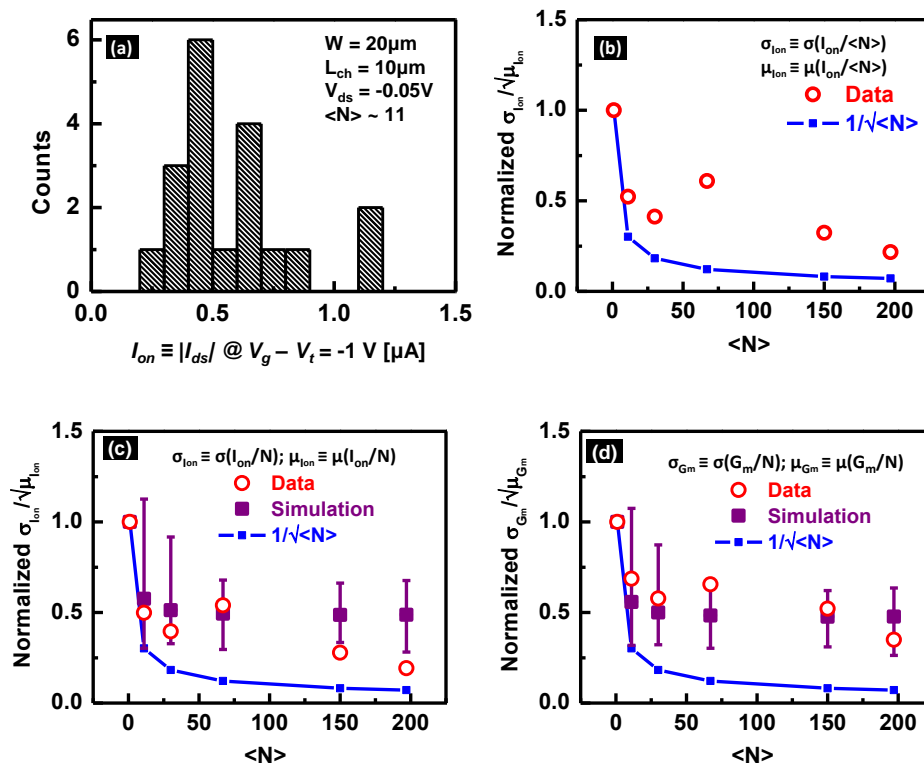 (a)
W = 20µm
L_ch = 10µm
V_ds = -0.05V
<N> ~ 11
Counts
6
4
2
0
0.0 0.5 1.0 1.5
I_on ≡ |I_ds| @ V_g – V_t = -1 V [µA]
(b)
σ_Ion ≡ σ(I_on/<N>)
µ_Ion ≡ µ(I_on/<N>)
Data
1/√<N>
Normalized σ_Ion/√µ_Ion
1.5
1.0
0.5
0.0
0 50 100 150 200
<N>
(c)
σ_Ion ≡ σ(I_on/N); µ_Ion ≡ µ(I_on/N)
Data
Simulation
1/√<N>
Normalized σ_Ion/√µ_Ion
1.5
1.0
0.5
0.0
0 50 100 150 200
<N>
(d)
σ_Gm ≡ σ(G_m/N); µ_Gm ≡ µ(G_m/N)
Data
Simulation
1/√<N>
Normalized σ_Gm/√µ_Gm
1.5
1.0
0.5
0.0
0 50 100 150 200
<N>